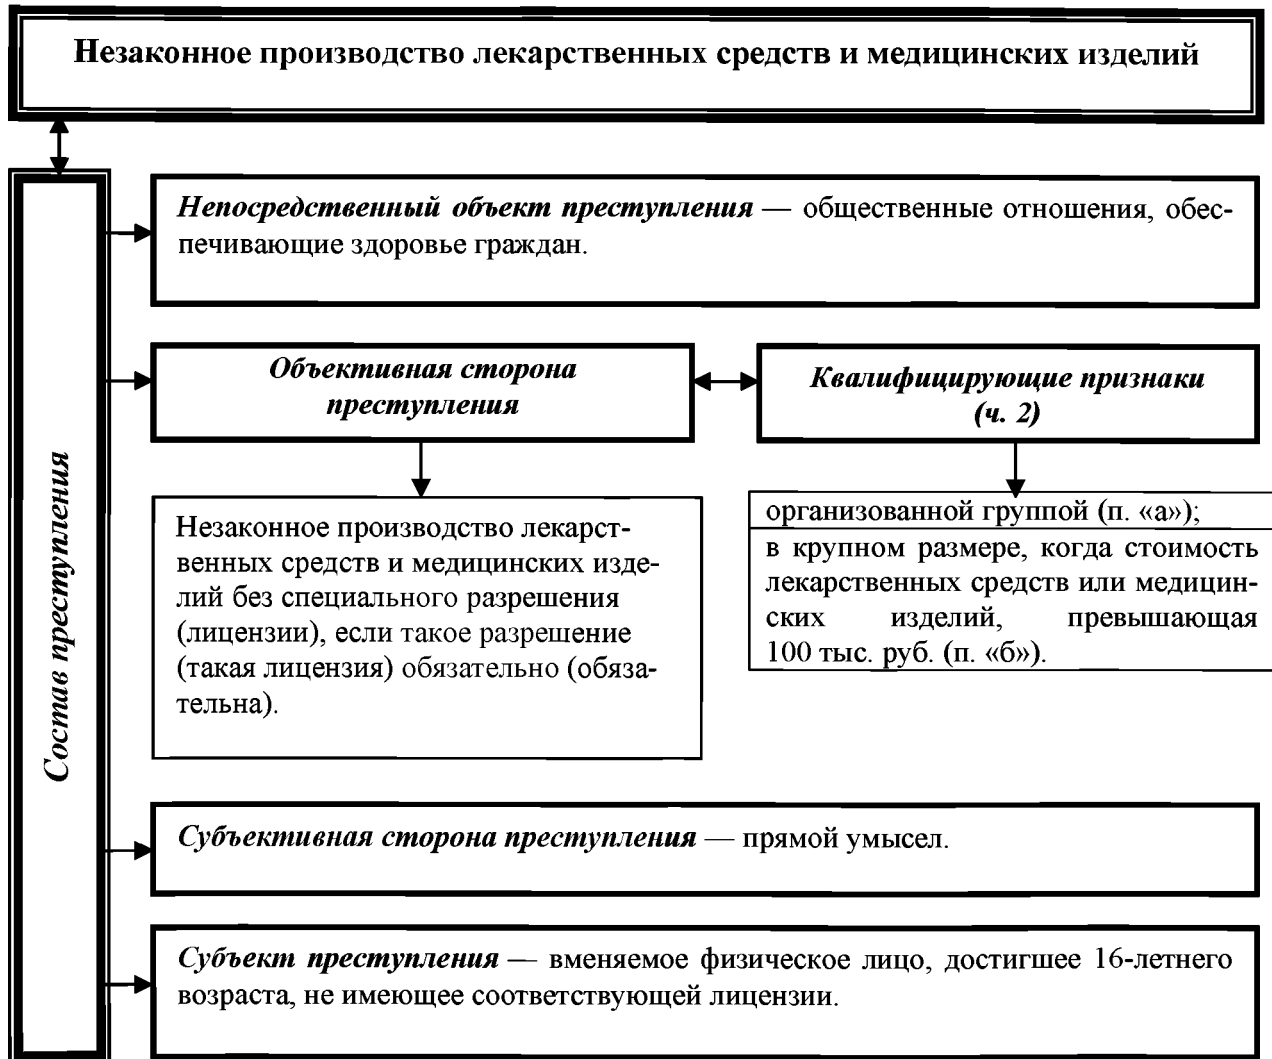 Незаконное производство лекарственных средств и медицинских изделий
Состав преступления
Непосредственный объект преступления — общественные отношения, обес-
печивающие здоровье граждан.
Объективная сторона
преступления
Квалифицирующие признаки
(ч. 2)
Незаконное производство лекарст-
венных средств и медицинских изде-
лий без специального разрешения
(лицензии), если такое разрешение
(такая лицензия) обязательно (обяза-
тельна).
организованной группой (п. «а»);
в крупном размере, когда стоимость
лекарственных средств или медицин-
ских изделий, превышающая
100 тыс. руб. (п. «б»).
Субъективная сторона преступления — прямой умысел.
Субъект преступления — вменяемое физическое лицо, достигшее 16-летнего
возраста, не имеющее соответствующей лицензии.